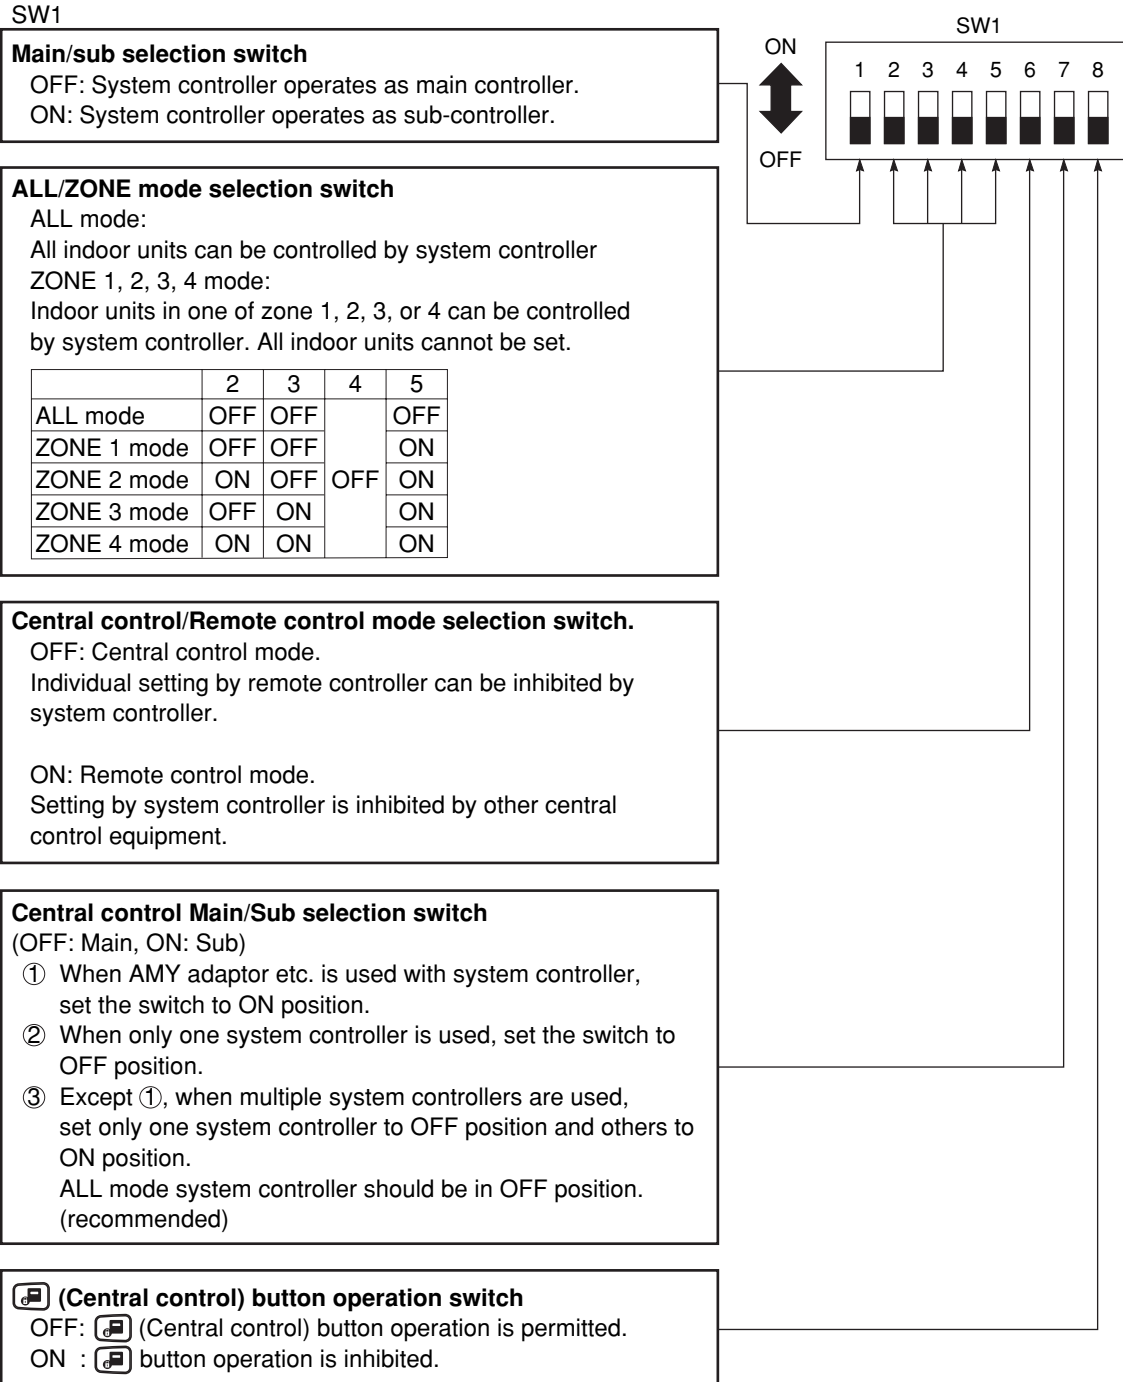 SW1
Main/sub selection switch
OFF: System controller operates as main controller.
ON: System controller operates as sub-controller.
SW1
ON
OFF
1 2 3 4 5 6 7 8
ALL/ZONE mode selection switch
ALL mode:
All indoor units can be controlled by system controller
ZONE 1, 2, 3, 4 mode:
Indoor units in one of zone 1, 2, 3, or 4 can be controlled
by system controller. All indoor units cannot be set.
2 3 4 5
ALL mode OFF OFF OFF
ZONE 1 mode OFF OFF ON
ZONE 2 mode ON OFF OFF ON
ZONE 3 mode OFF ON ON
ZONE 4 mode ON ON ON
Central control/Remote control mode selection switch.
OFF: Central control mode.
Individual setting by remote controller can be inhibited by
system controller.
ON: Remote control mode.
Setting by system controller is inhibited by other central
control equipment.
Central control Main/Sub selection switch
(OFF: Main, ON: Sub)
① When AMY adaptor etc. is used with system controller,
set the switch to ON position.
② When only one system controller is used, set the switch to
OFF position.
③ Except ①, when multiple system controllers are used,
set only one system controller to OFF position and others to
ON position.
ALL mode system controller should be in OFF position.
(recommended)
(Central control) button operation switch
OFF: (Central control) button operation is permitted.
ON : button operation is inhibited.